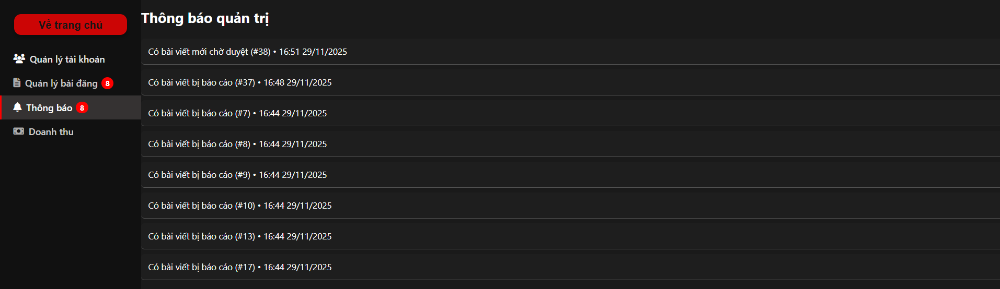 Về trang chủ
Quản lý tài khoản
Quản lý bài đăng 8
Thông báo 8
Doanh thu
Thông báo quản trị
Có bài viết mới chờ duyệt (#38) • 16:51 29/11/2025
Có bài viết bị báo cáo (#37) • 16:48 29/11/2025
Có bài viết bị báo cáo (#7) • 16:44 29/11/2025
Có bài viết bị báo cáo (#8) • 16:44 29/11/2025
Có bài viết bị báo cáo (#9) • 16:44 29/11/2025
Có bài viết bị báo cáo (#10) • 16:44 29/11/2025
Có bài viết bị báo cáo (#13) • 16:44 29/11/2025
Có bài viết bị báo cáo (#17) • 16:44 29/11/2025